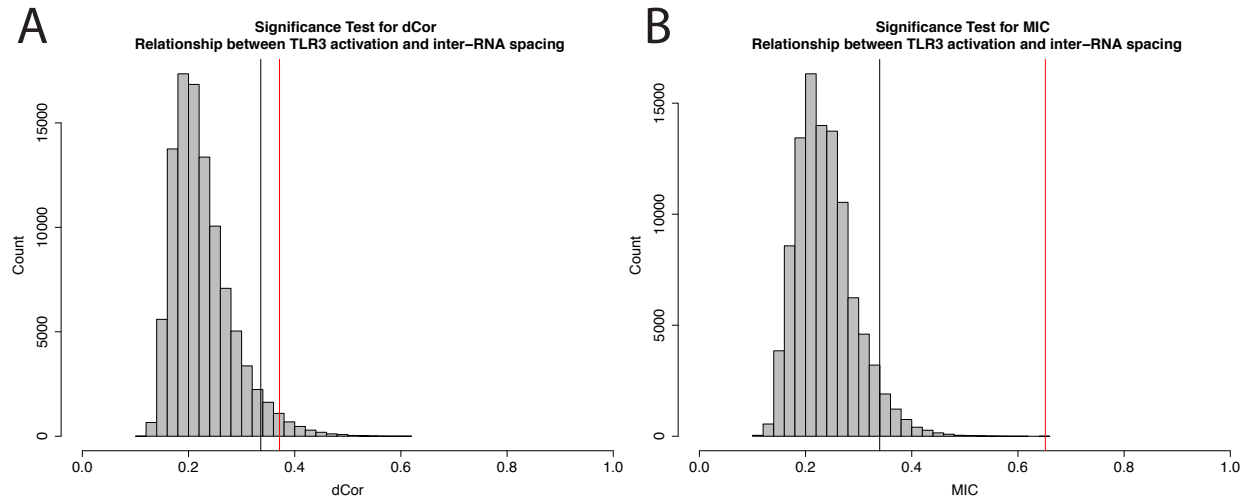 A
Significance Test for dCor
Relationship between TLR3 activation and inter−RNA spacing
Count
15000
10000
5000
0
0.0 0.2 0.4 0.6 0.8 1.0
dCor
B
Significance Test for MIC
Relationship between TLR3 activation and inter−RNA spacing
Count
15000
10000
5000
0
0.0 0.2 0.4 0.6 0.8 1.0
MIC